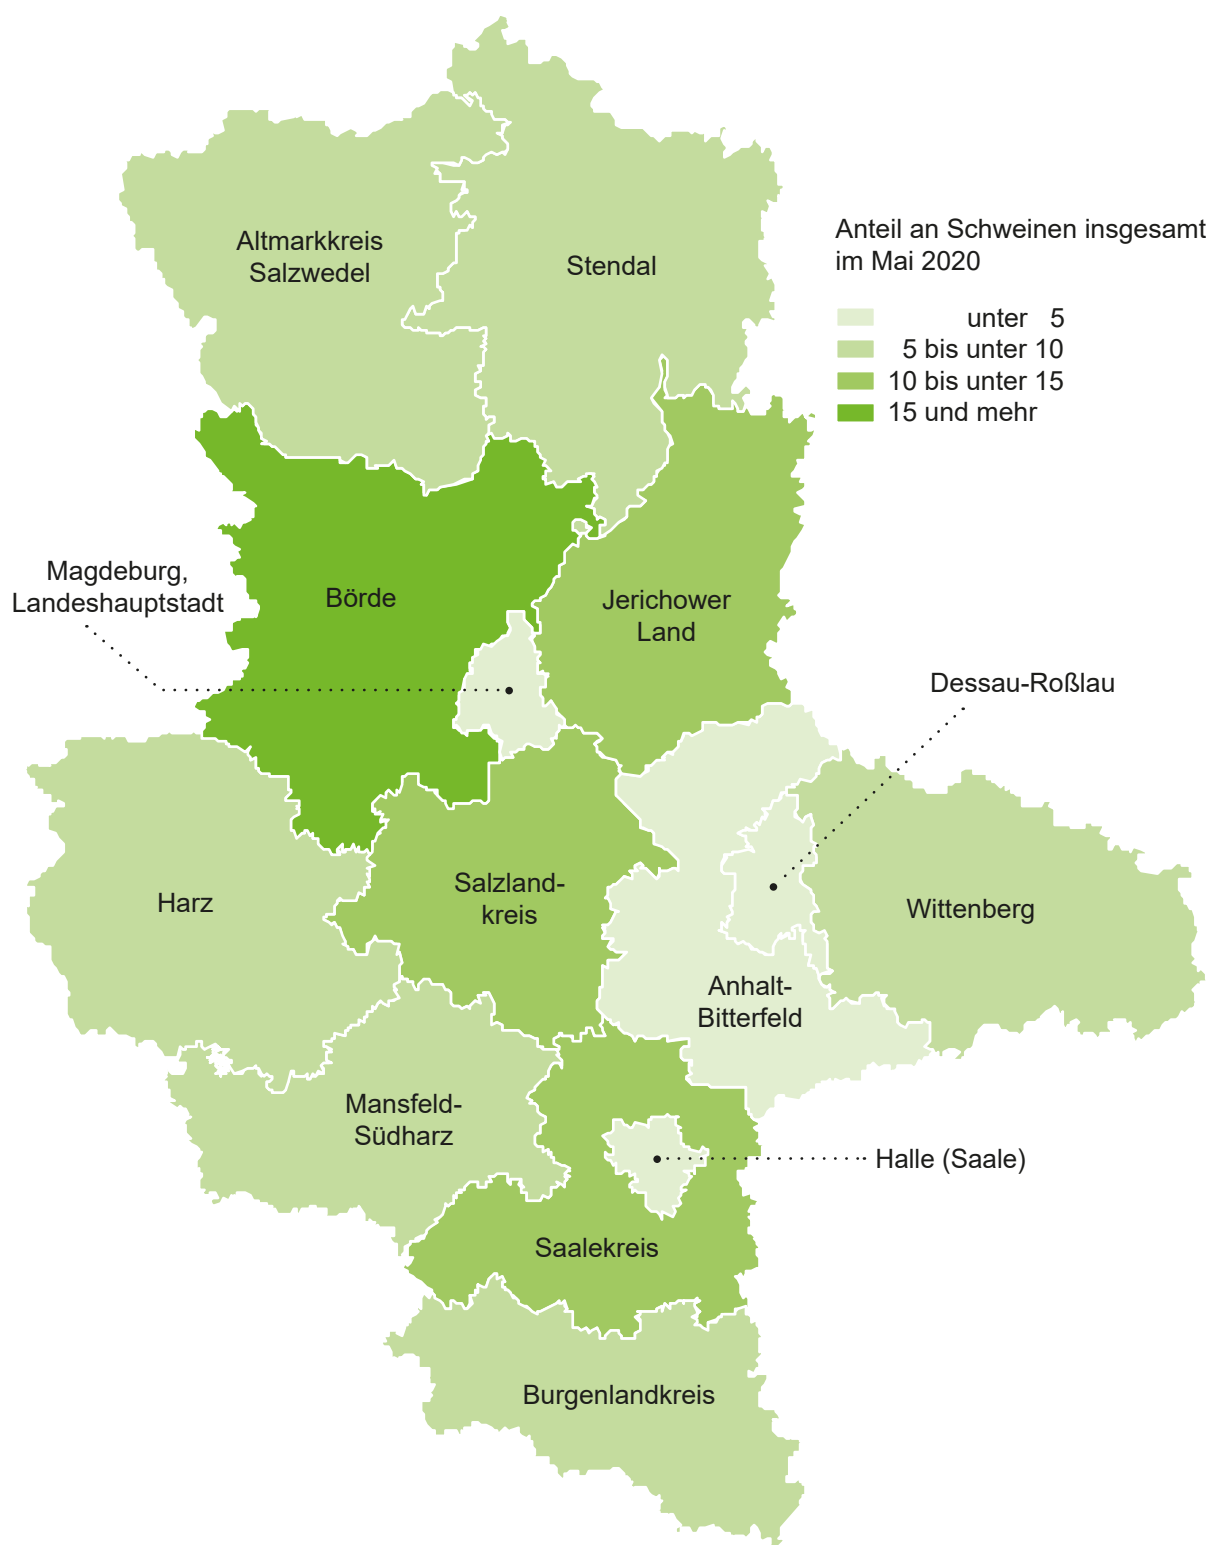 Anteil an Schweinen insgesamt
im Mai 2020
unter 5
5 bis unter 10
10 bis unter 15
15 und mehr
Altmarkkreis
Salzwedel
Stendal
Magdeburg,
Landeshauptstadt
Börde
Jerichower
Land
Dessau-Roßlau
Harz
Salzland-
kreis
Wittenberg
Anhalt-
Bitterfeld
Mansfeld-
Südharz
Halle (Saale)
Saalekreis
Burgenlandkreis